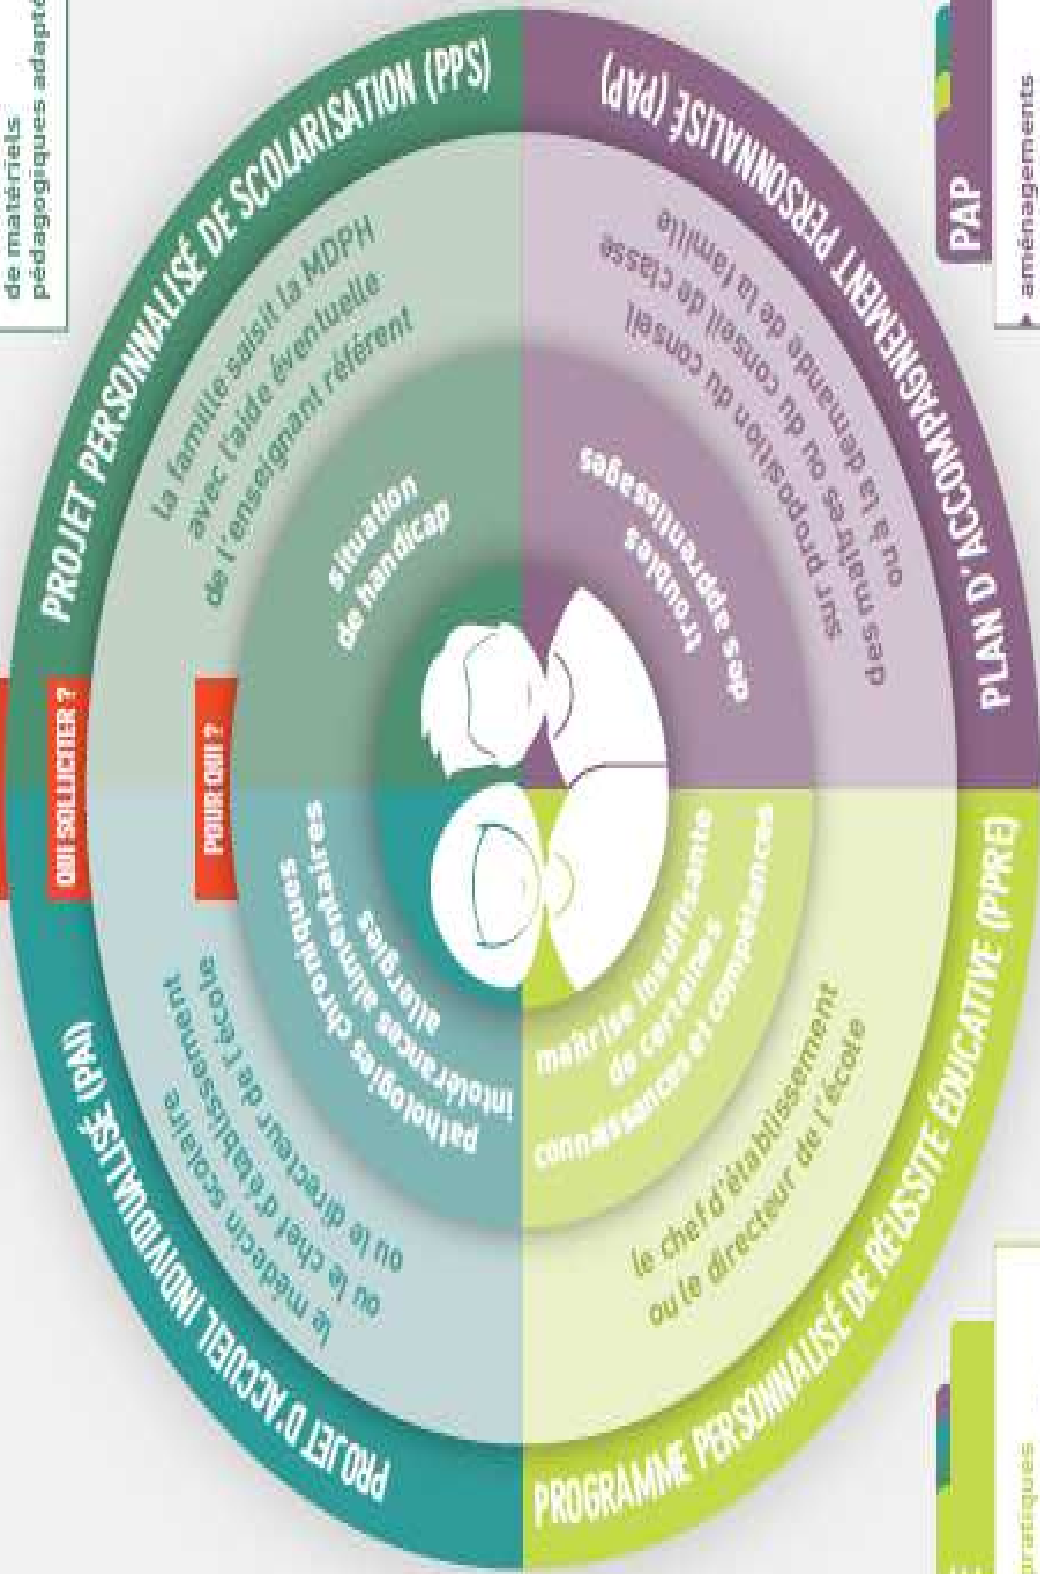 de matériels
pédagogiques adapté
QUI SOLLICITER ?
POUR QUI ?
PROJET D'ACCUEIL INDIVIDUALISÉ (PAI)
le médecin scolaire
ou le chef d'établissement
ou le directeur de l'école
pathologies chroniques
intolérances alimentaires
allergies
PROJET PERSONNALISÉ DE SCOLARISATION (PPS)
la famille saisit la MDPH
avec l'aide éventuelle
de l'enseignant référent
situation
de handicap
maîtrise insuffisante
de certaines
connaissances et compétences
le chef d'établissement
ou le directeur de l'école
PROGRAMME PERSONNALISÉ DE RÉUSSITE ÉDUCATIVE (PPRE)
troubles
des apprentissages
sur proposition du conseil
des maîtres ou du conseil de classe
ou à la demande de la famille
PLAN D'ACCOMPAGNEMENT PERSONNALISÉ (PAP)
E
pratiques
PAP
aménagements